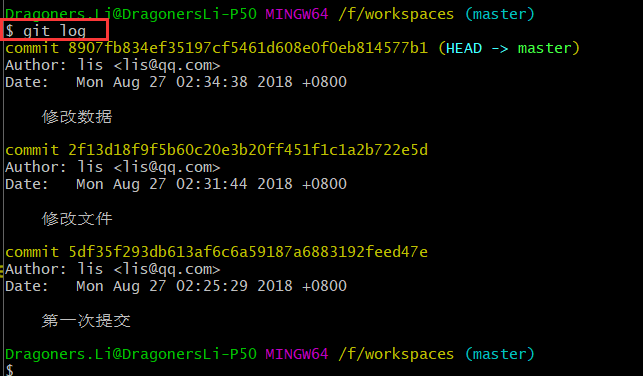 Dragoners.Li@DragonersLi-P50 MINGW64 /f/workspaces (master)
$ git log
commit 8907fb834ef35197cf5461d608e0f0eb814577b1 (HEAD -> master)
Author: lis <lis@qq.com>
Date:   Mon Aug 27 02:34:38 2018 +0800
修改数据
commit 2f13d18f9f5b60c20e3b20ff451f1c1a2b722e5d
Author: lis <lis@qq.com>
Date:   Mon Aug 27 02:31:44 2018 +0800
修改文件
commit 5df35f293db613af6c6a59187a6883192feed47e
Author: lis <lis@qq.com>
Date:   Mon Aug 27 02:25:29 2018 +0800
第一次提交
Dragoners.Li@DragonersLi-P50 MINGW64 /f/workspaces (master)
$